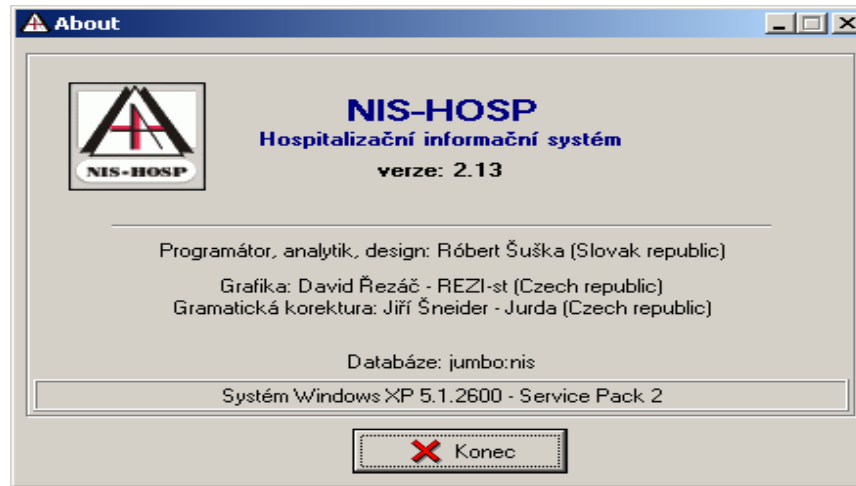 About
NIS-HOSP
Hospitalizační informační systém
verze: 2.13
NIS-HOSP
Programátor, analytik, design: Róbert Šuška (Slovak republic)
Grafika: David Řezáč - REZI-st (Czech republic)
Gramatická korektura: Jiří Šneider - Jurda (Czech republic)
Databáze: jumbo:nis
Systém Windows XP 5.1.2600 - Service Pack 2
Konec